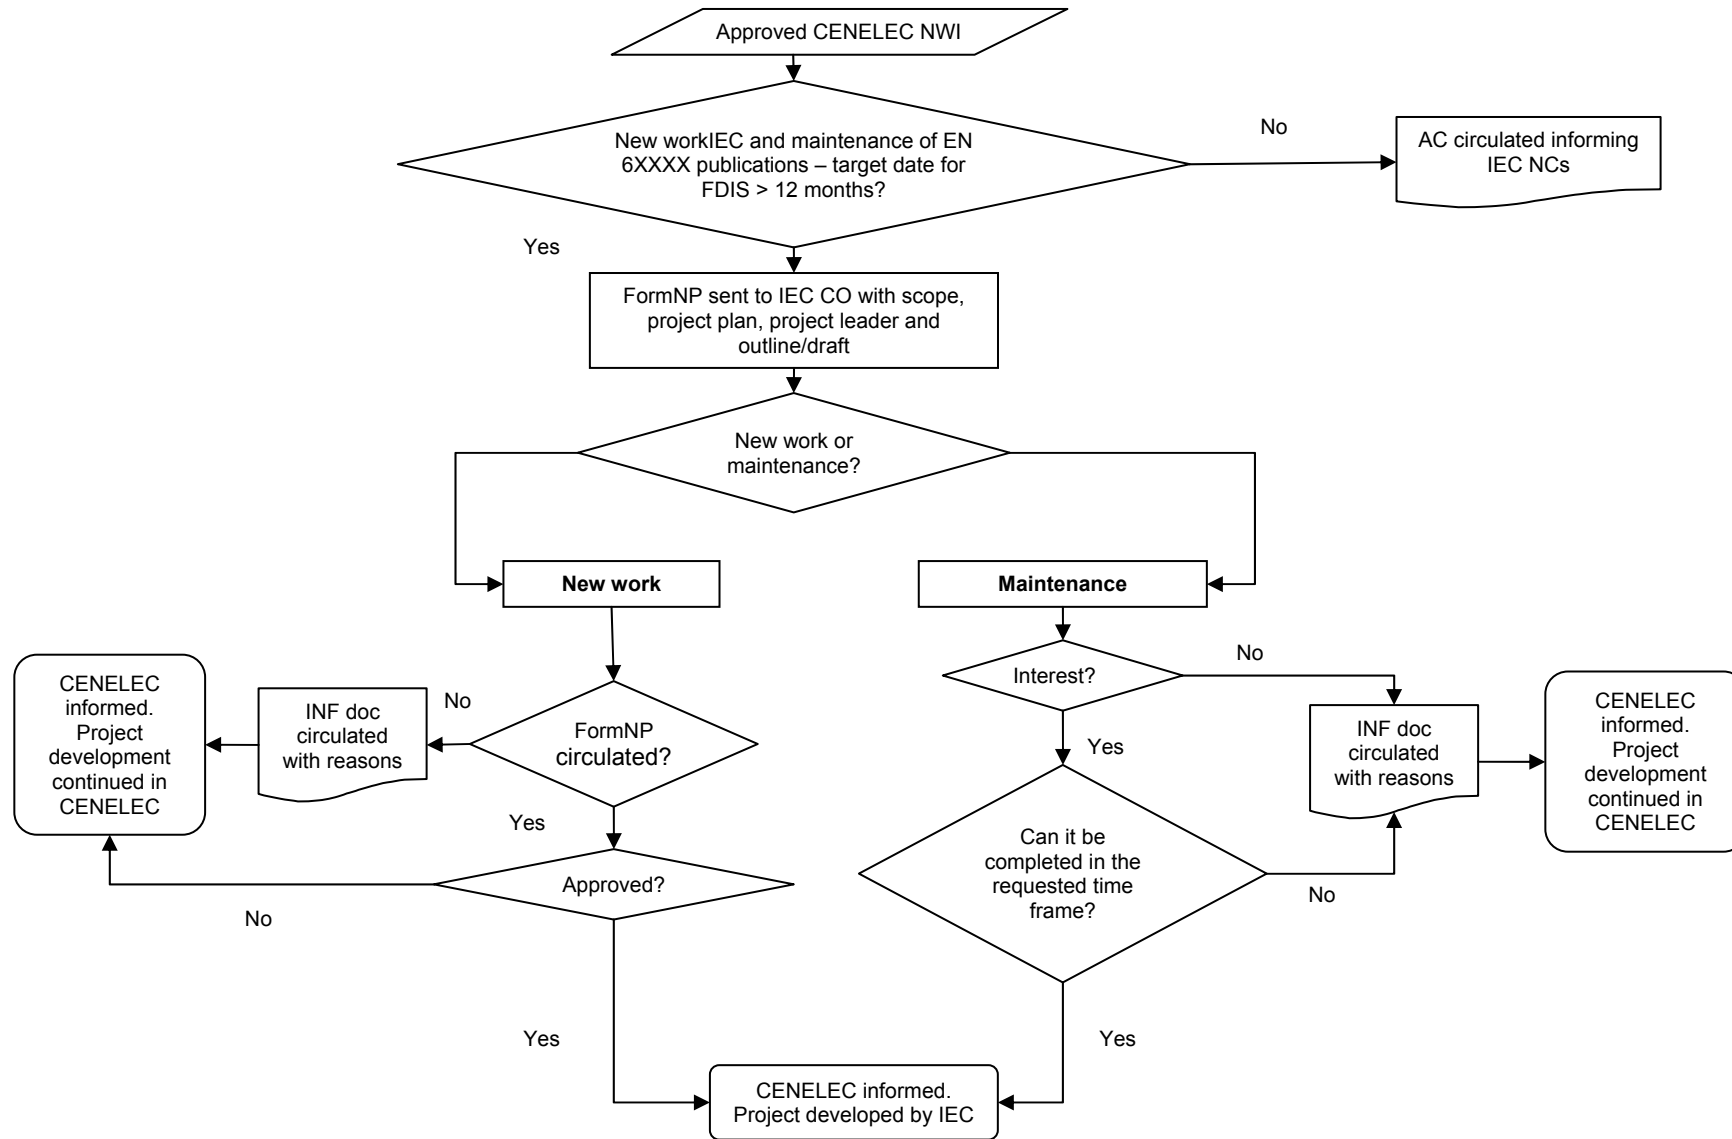 Approved CENELEC NWI
New workIEC and maintenance of EN
6XXXX publications – target date for
FDIS > 12 months?
No
AC circulated informing
IEC NCs
Yes
FormNP sent to IEC CO with scope,
project plan, project leader and
outline/draft
New work or
maintenance?
New work
Maintenance
CENELEC
informed.
Project
development
continued in
CENELEC
INF doc
circulated
with reasons
No
FormNP
circulated?
Yes
Approved?
No
Yes
Interest?
No
Yes
INF doc
circulated
with reasons
CENELEC
informed.
Project
development
continued in
CENELEC
Can it be
completed in the
requested time
frame?
No
Yes
CENELEC informed.
Project developed by IEC